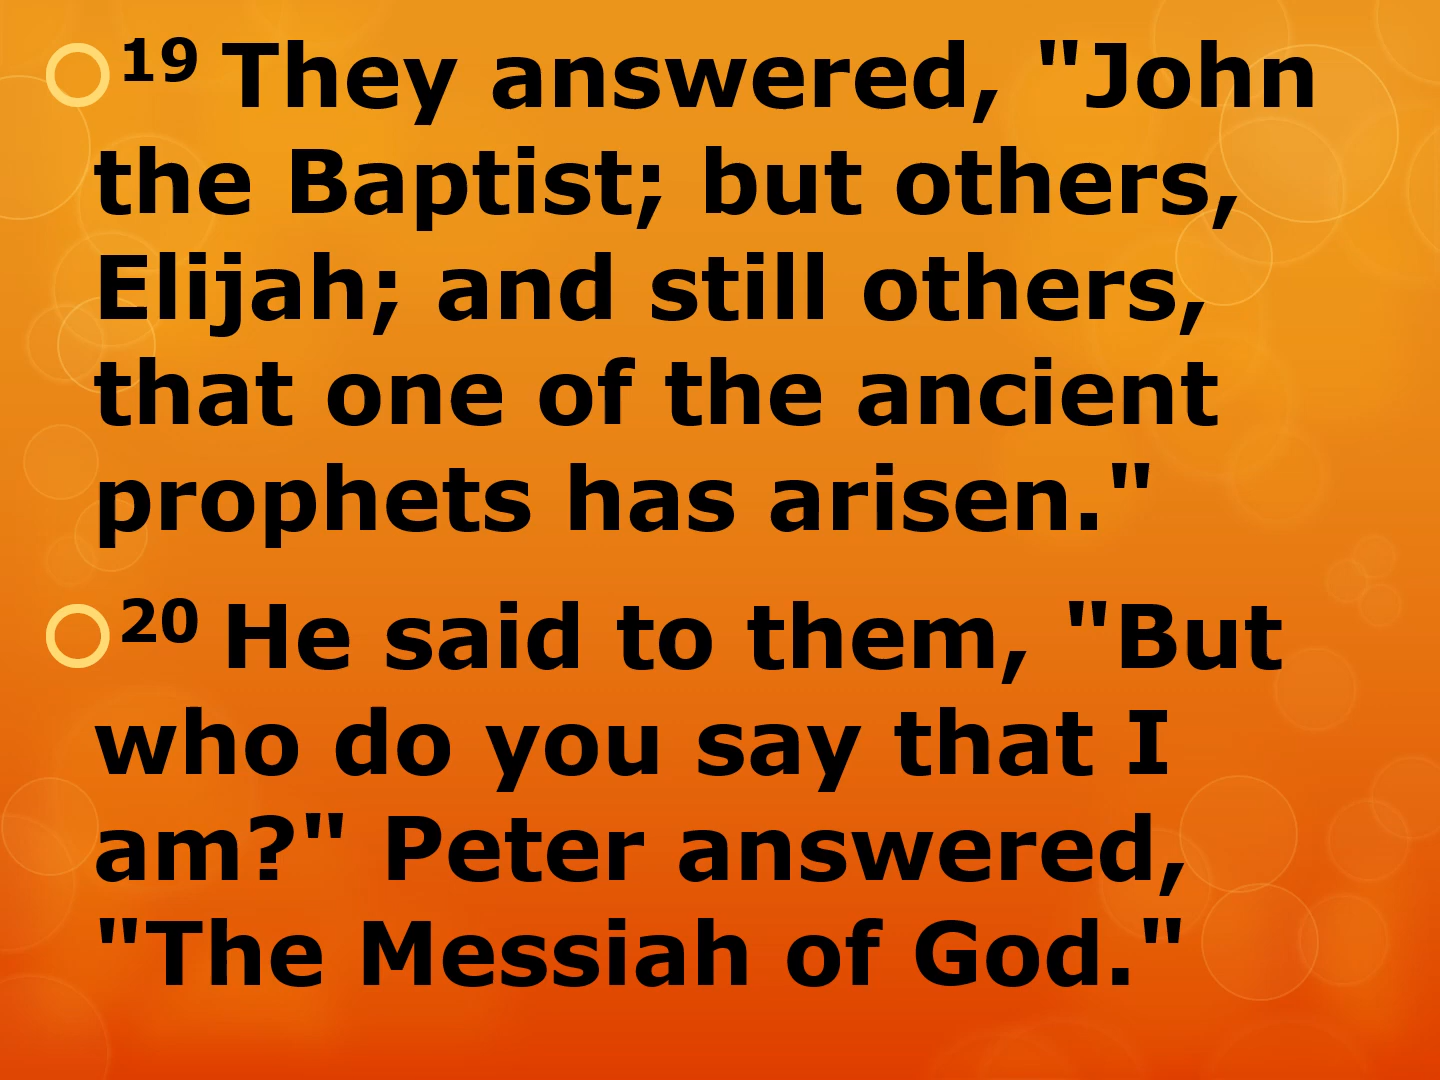 19 They answered, "John
the Baptist; but others,
Elijah; and still others,
that one of the ancient
prophets has arisen."
20 He said to them, "But
who do you say that I
am?" Peter answered,
"The Messiah of God."